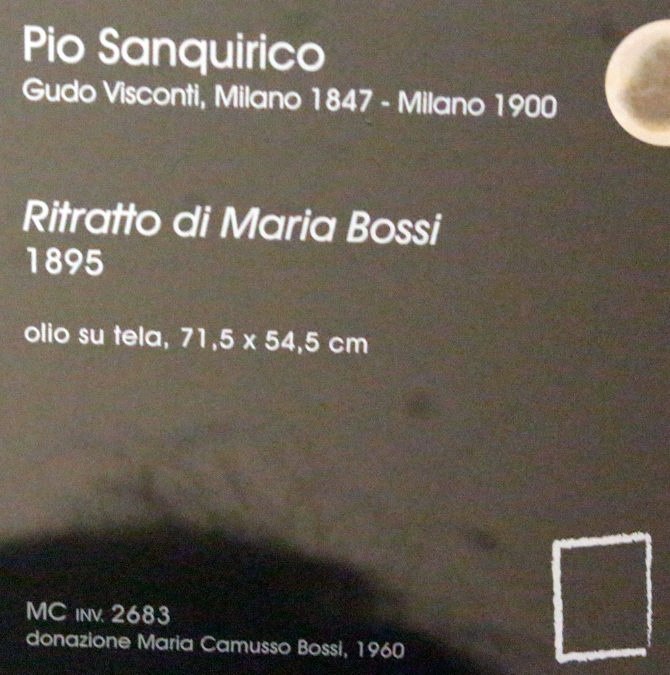 Pio Sanquirico
Gudo Visconti, Milano 1847 - Milano 1900
Ritratto di Maria Bossi
1895
olio su tela, 71,5 x 54,5 cm
MC INV. 2683
donazione Maria Camusso Bossi, 1960